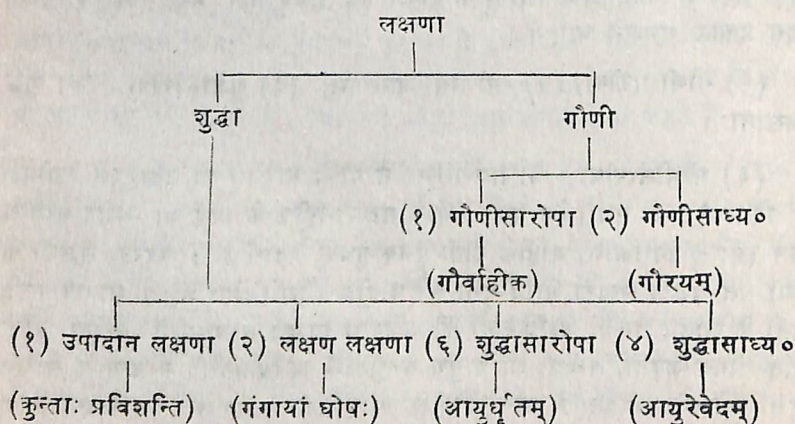 लक्षणा
शुद्धा गौणी
(१) गौणीसारोपा (२) गौणीसाध्य०
(गौर्वाहीक) (गौरयम्)
(१) उपादान लक्षणा (२) लक्षण लक्षणा (६) शुद्धासारोपा (४) शुद्धासाध्य०
(कुन्ताः प्रविशन्ति) (गंगायां घोषः) (आयुर्धृतम्) (आयुरेवेदम्)